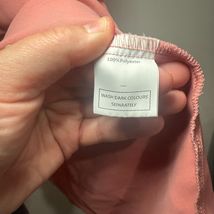 100% Polyester
WASH DARK COLOURS
SEPARATELY